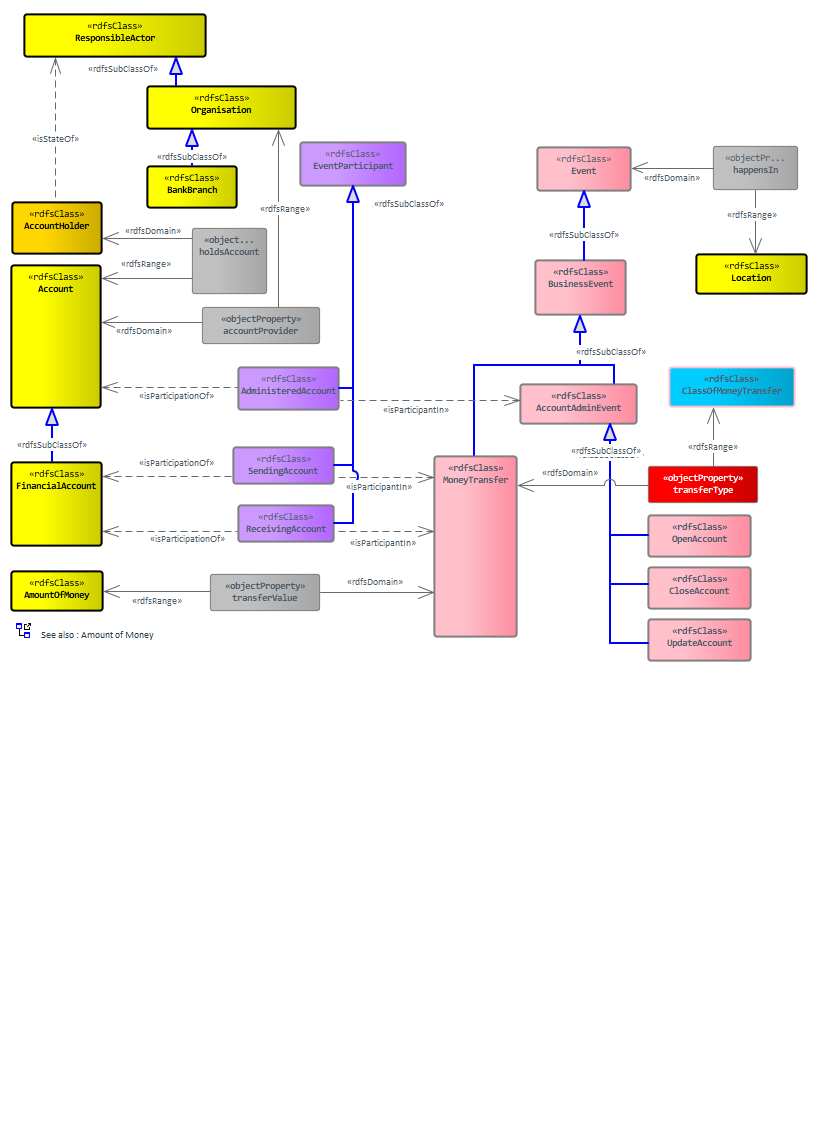 «rdfsClass»
ResponsibleActor
«rdfsSubClassOf»
«rdfsClass»
Organisation
«isStateOf»
«rdfsSubClassOf»
«rdfsClass»
BankBranch
«rdfsClass»
EventParticipant
«rdfsSubClassOf»
«rdfsRange»
«rdfsClass»
Event
«rdfsDomain»
«objectPr...
happensIn
«rdfsRange»
«rdfsClass»
Location
«rdfsSubClassOf»
«rdfsClass»
BusinessEvent
«rdfsSubClassOf»
«rdfsClass»
AccountHolder
«rdfsDomain»
«object...
holdsAccount
«rdfsRange»
«rdfsClass»
Account
«rdfsDomain»
«objectProperty»
accountProvider
«rdfsClass»
AdministeredAccount
«isParticipationOf»
«isParticipantIn»
«rdfsClass»
AccountAdminEvent
«rdfsClass»
ClassOfMoneyTransfer
«rdfsRange»
«rdfsSubClassOf»
«rdfsSubClassOf»
«rdfsClass»
FinancialAccount
«isParticipationOf»
«rdfsClass»
SendingAccount
«isParticipantIn»
«rdfsClass»
MoneyTransfer
«rdfsDomain»
«objectProperty»
transferType
«isParticipationOf»
«rdfsClass»
ReceivingAccount
«isParticipantIn»
«rdfsClass»
OpenAccount
«rdfsClass»
CloseAccount
«rdfsClass»
UpdateAccount
«rdfsClass»
AmountOfMoney
«rdfsRange»
«objectProperty»
transferValue
«rdfsDomain»
See also : Amount of Money